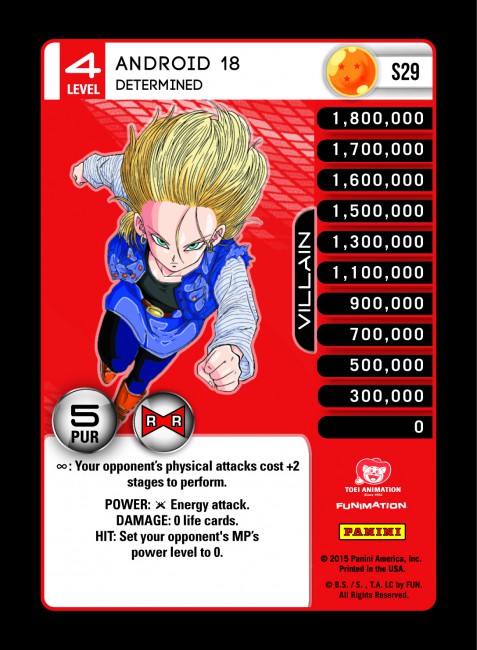 4
LEVEL
ANDROID 18
DETERMINED
S29
1,800,000
1,700,000
1,600,000
1,500,000
1,300,000
1,100,000
900,000
700,000
500,000
300,000
0
VILLAIN
5
PUR
R R
∞: Your opponent's physical attacks cost +2
stages to perform.
POWER: Energy attack.
DAMAGE: 0 life cards.
HIT: Set your opponent's MP's
power level to 0.
TOEI ANIMATION
Since 1956
FUNIMATION
PANINI
© 2015 Panini America, Inc.
Printed in the USA.
© B.S. / S. , T.A. LC by FUN.
All Rights Reserved.